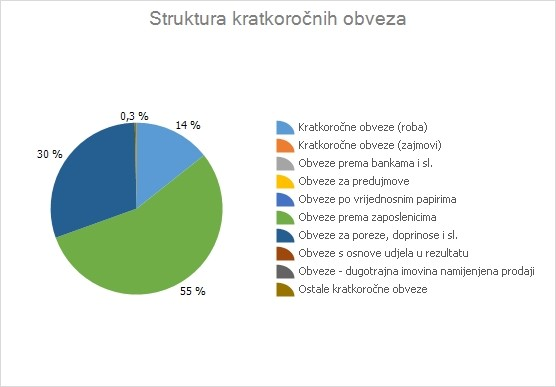 Struktura kratkoročnih obveza
0,3 %
14 %
30 %
55 %
Kratkoročne obveze (roba)
Kratkoročne obveze (zajmovi)
Obveze prema bankama i sl.
Obveze za predujmove
Obveze po vrijednosnim papirima
Obveze prema zaposlenicima
Obveze za poreze, doprinose i sl.
Obveze s osnove udjela u rezultatu
Obveze - dugotrajna imovina namijenjena prodaji
Ostale kratkoročne obveze